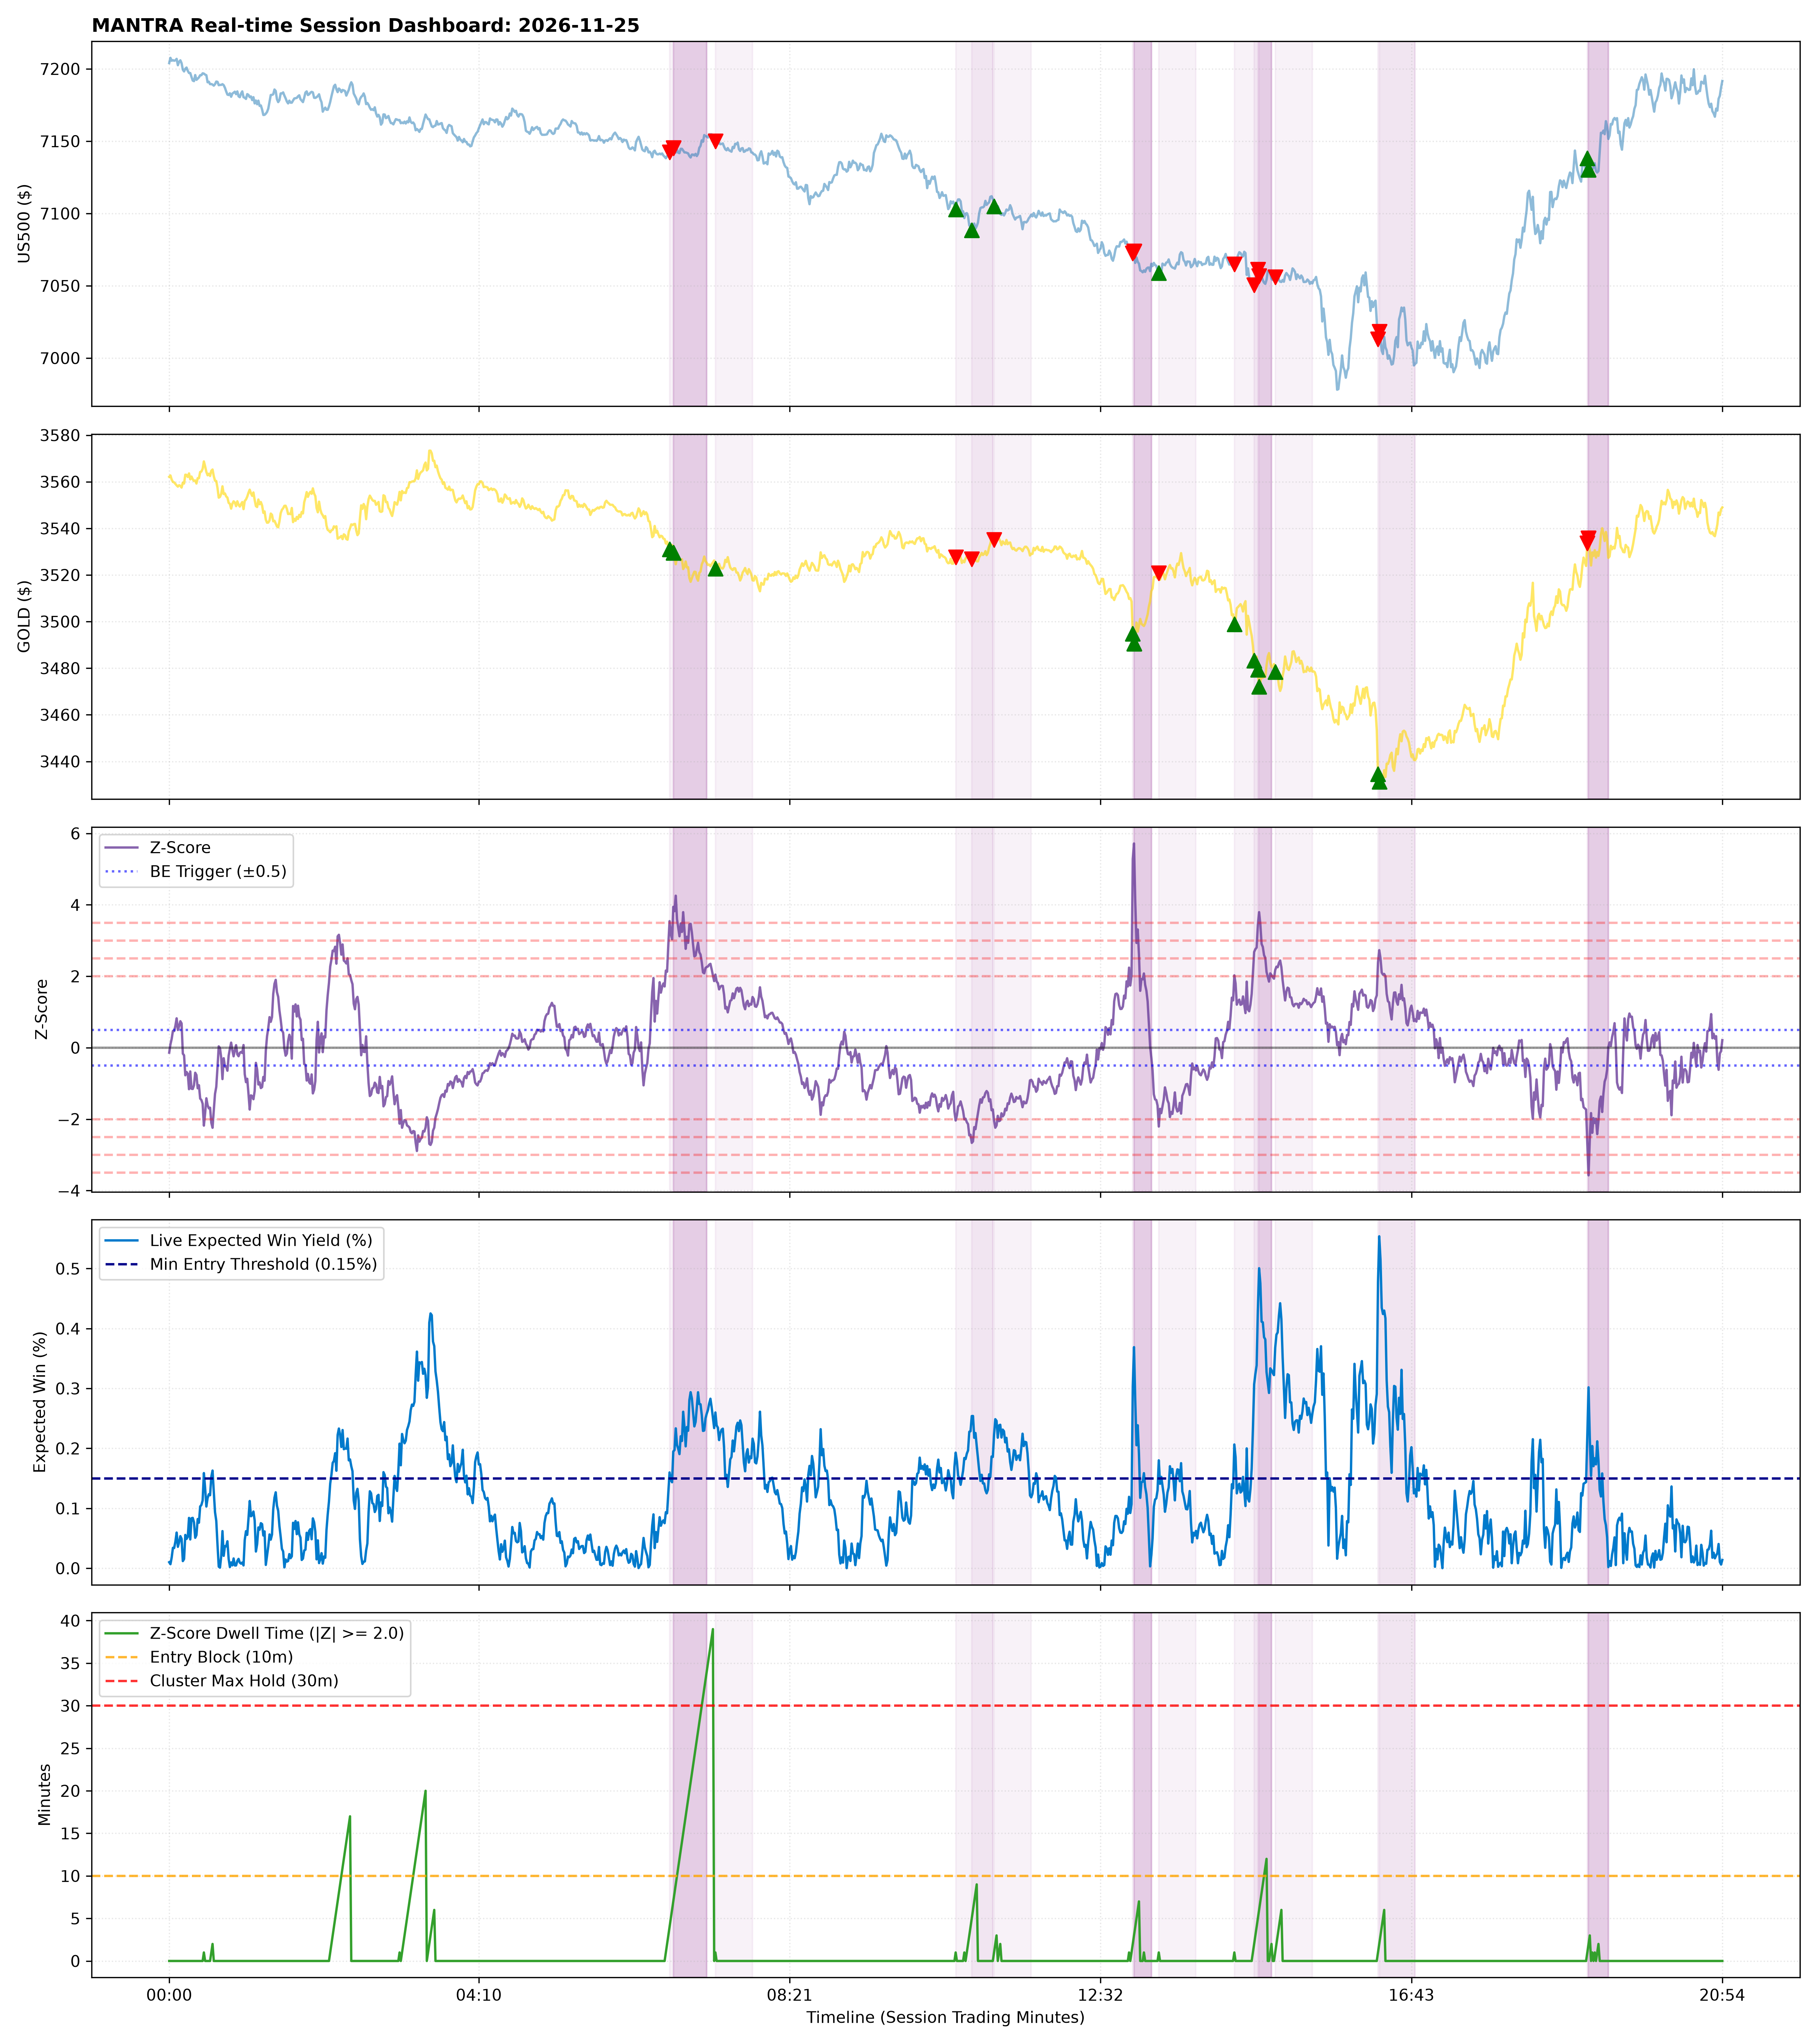 MANTRA Real-time Session Dashboard: 2026-11-25
US500 ($)
7200
7150
7100
7050
7000
GOLD ($)
3580
3560
3540
3520
3500
3480
3460
3440
Z-Score
6
4
2
0
−2
−4
Z-Score
BE Trigger (±0.5)
Expected Win (%)
0.5
0.4
0.3
0.2
0.1
0.0
Live Expected Win Yield (%)
Min Entry Threshold (0.15%)
Minutes
40
35
30
25
20
15
10
5
0
Z-Score Dwell Time (|Z| >= 2.0)
Entry Block (10m)
Cluster Max Hold (30m)
00:00
04:10
08:21
12:32
16:43
20:54
Timeline (Session Trading Minutes)